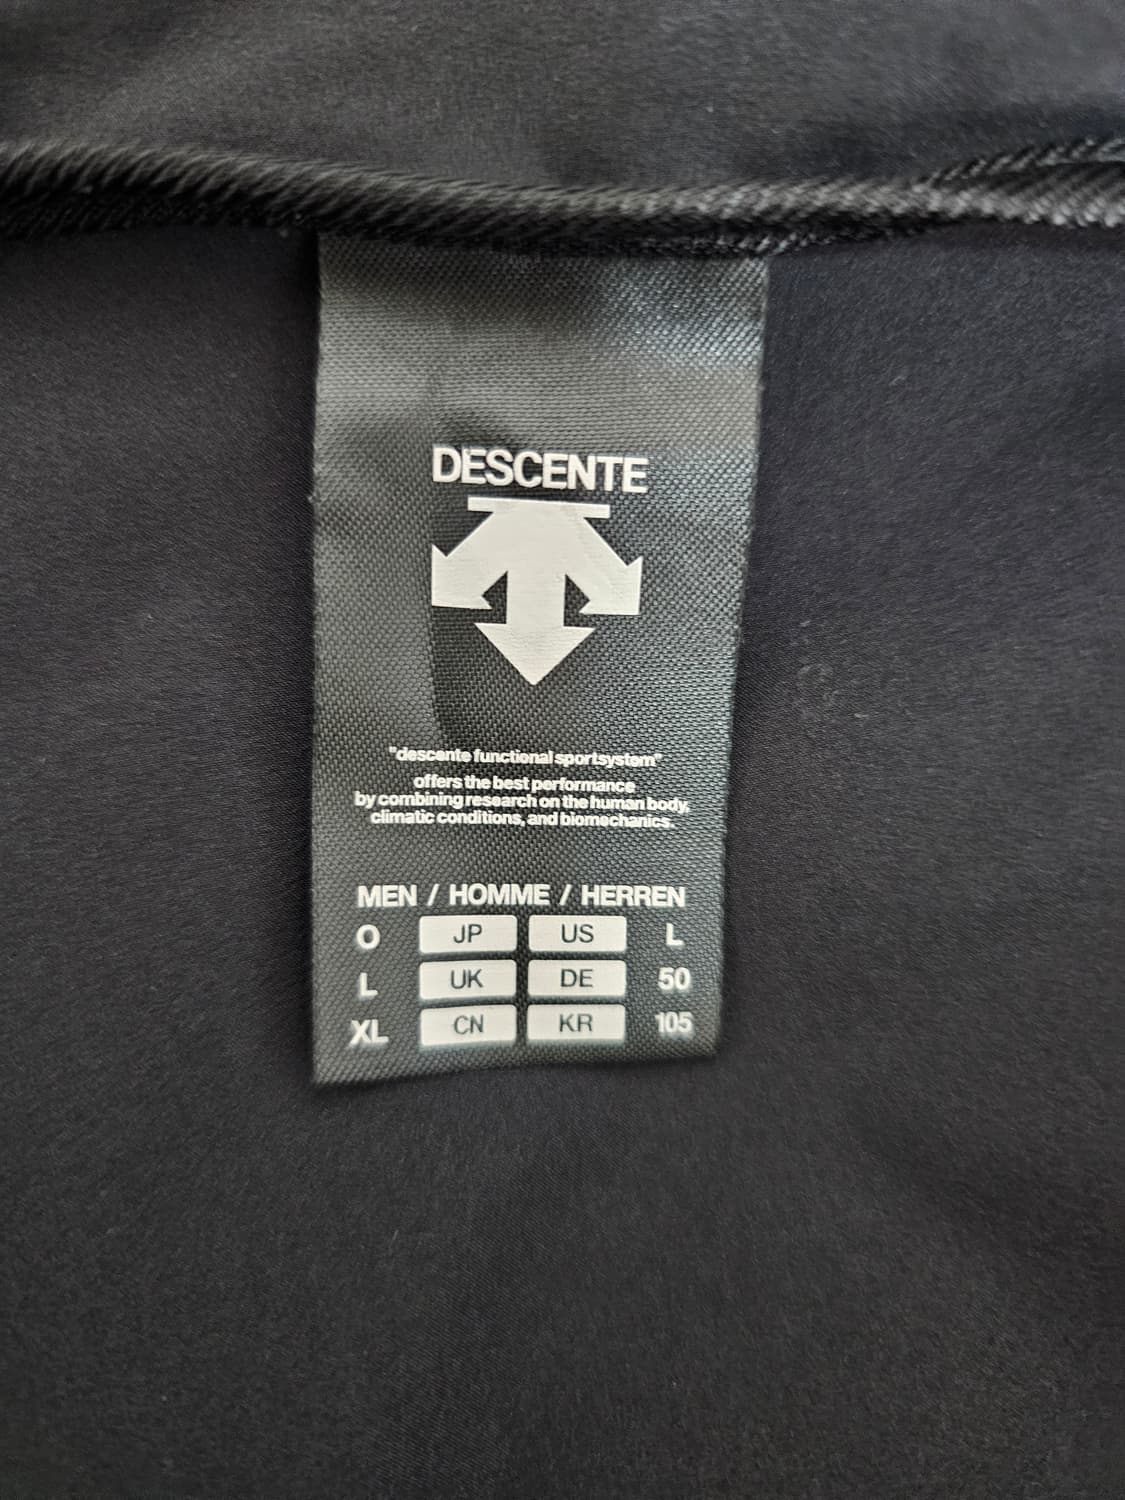 DESCENTE
"descente functional sportsystem"
offers the best performance
by combining research on the human body,
climatic conditions, and biomechanics.
MEN / HOMME / HERREN
O JP US L
L UK DE 50
XL CN KR 105